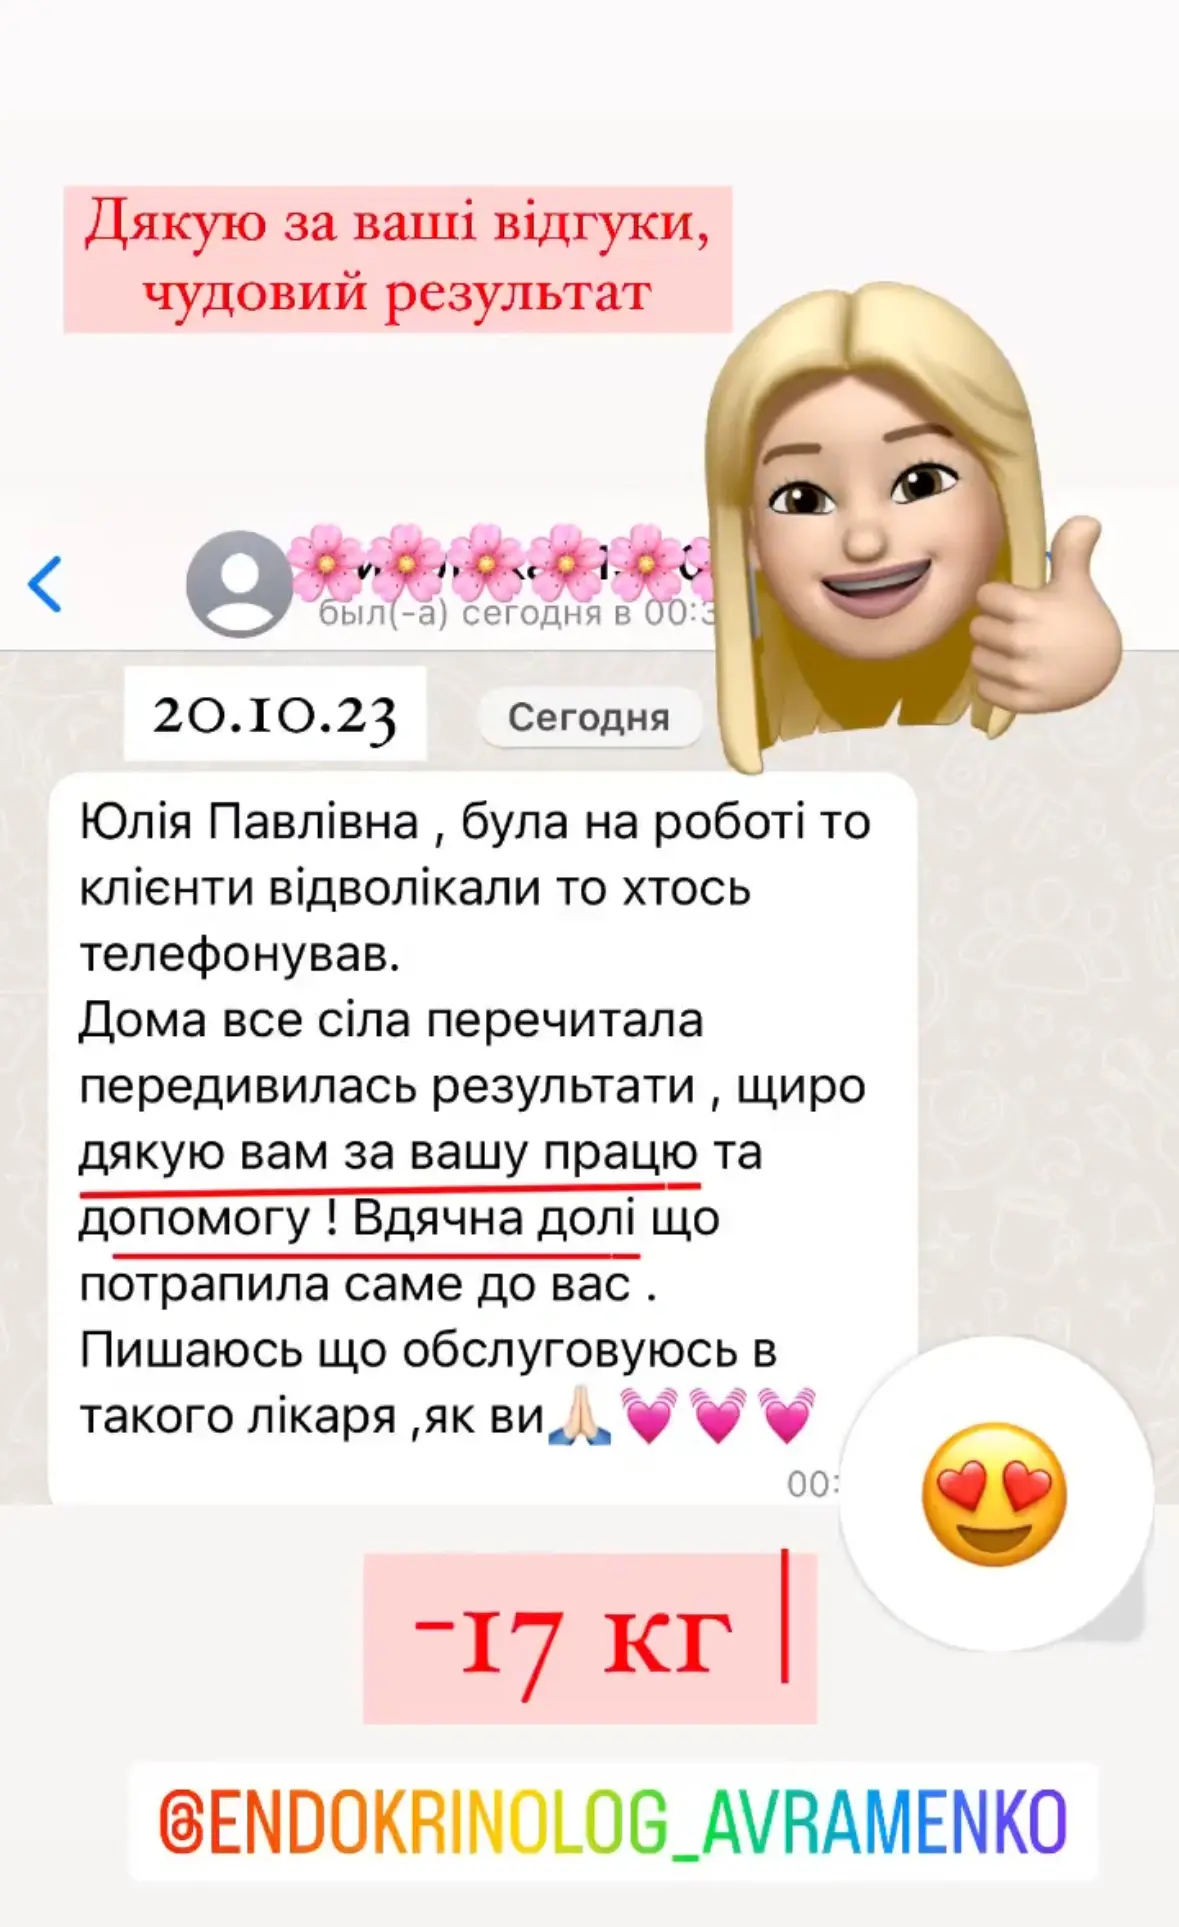 Дякую за ваші відгуки,
чудовий результат
был(-а) сегодня в 00:3
20.10.23
Сегодня
Юлія Павлівна , була на роботі то
клієнти відволікали то хтось
телефонував.
Дома все сіла перечитала
передивилась результати , щиро
дякую вам за вашу працю та
допомогу ! Вдячна долі що
потрапила саме до вас .
Пишаюсь що обслуговуюсь в
такого лікаря ,як ви🙏🏻💓💓💓
00:
-17 кг
@ENDOKRINOLOG_AVRAMENKO